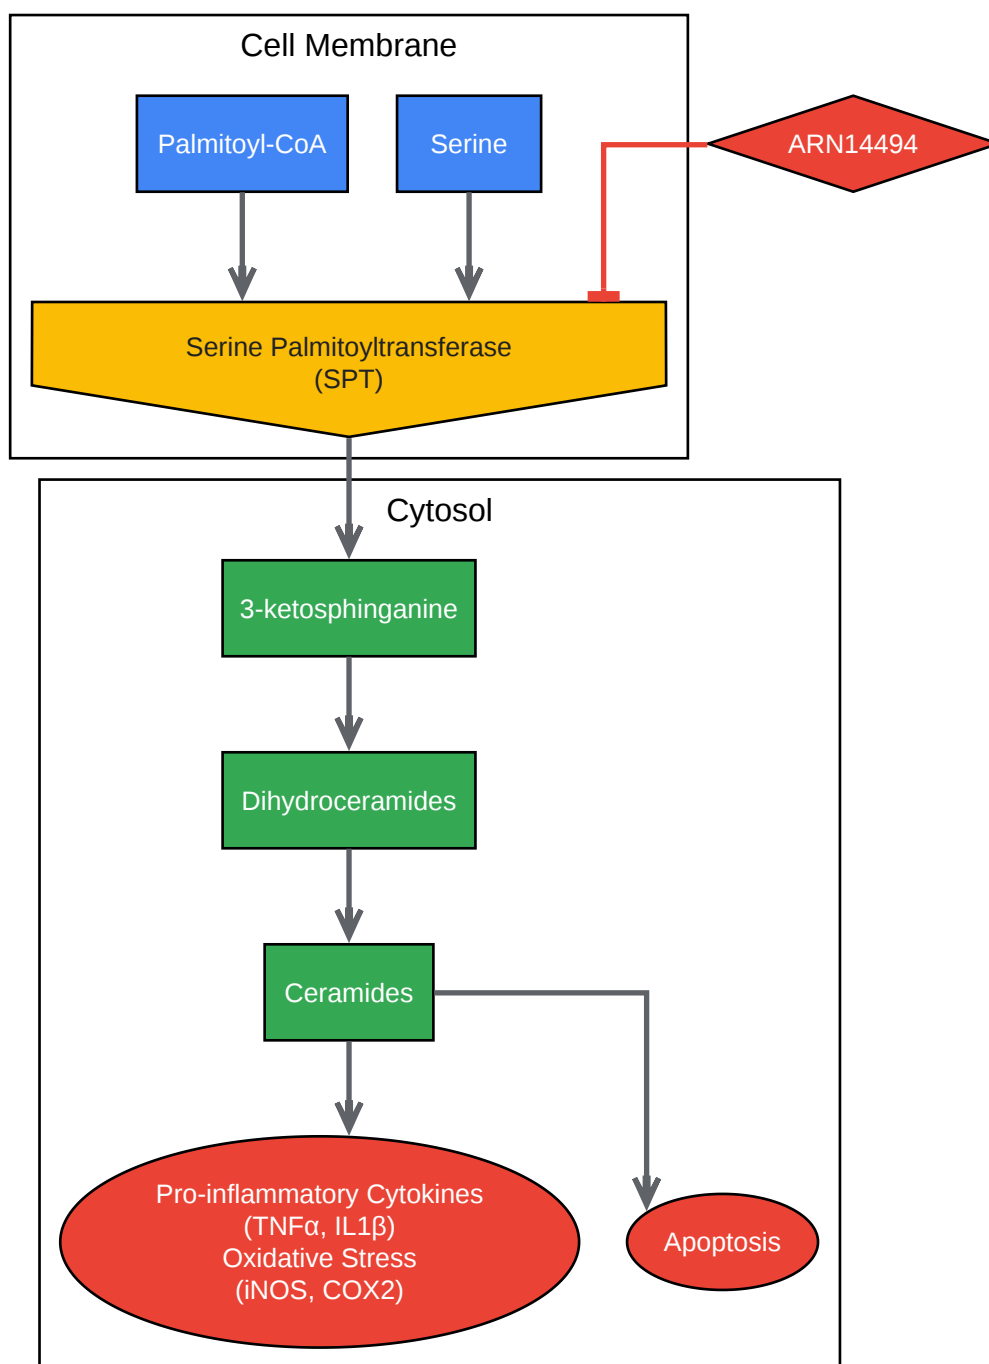 Cell Membrane
Palmitoyl-CoA
Serine
ARN14494
Serine Palmitoyltransferase
(SPT)
Cytosol
3-ketosphinganine
Dihydroceramides
Ceramides
Pro-inflammatory Cytokines
(TNFα, IL1β)
Oxidative Stress
(iNOS, COX2)
Apoptosis